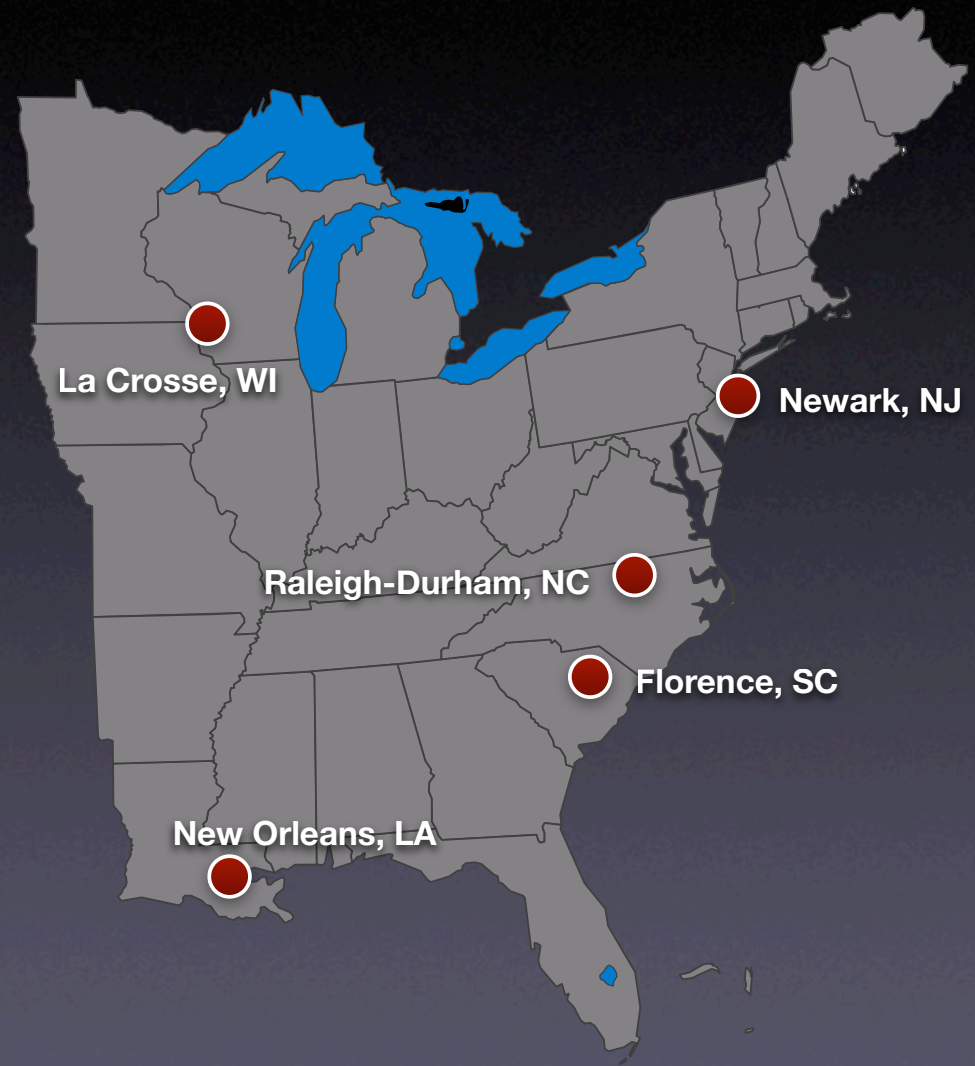 La Crosse, WI
Newark, NJ
Raleigh-Durham, NC
Florence, SC
New Orleans, LA